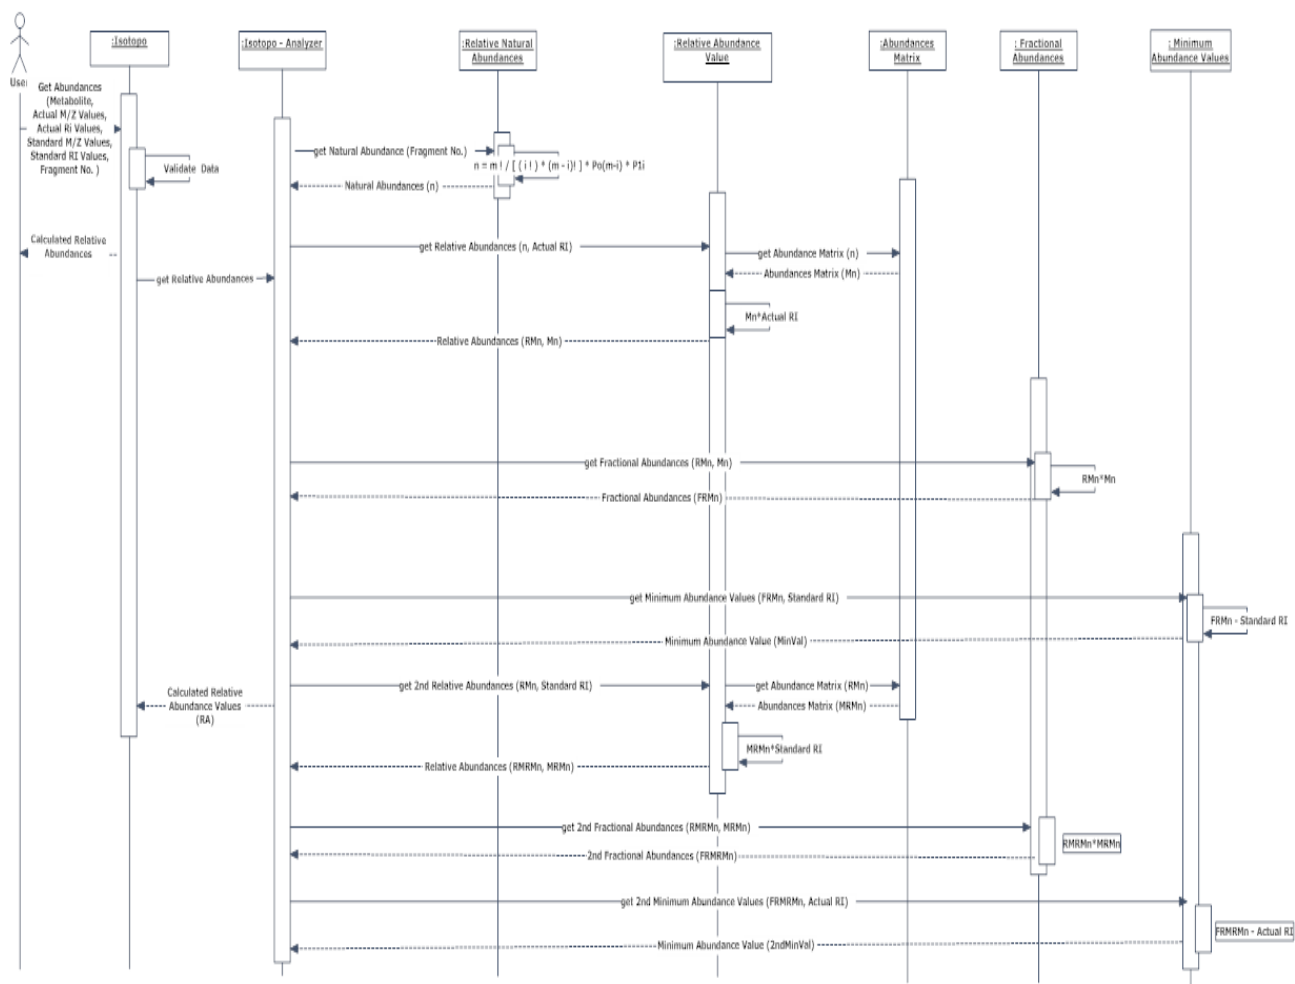 :Isotopo
:Isotopo - Analyzer
:Relative Natural
Abundances
:Relative Abundance
Value
:Abundances
Matrix
: Fractional
Abundances
: Minimum
Abundance Values
User
Get Abundances
(Metabolite,
Actual M/Z Values,
Actual Ri Values,
Standard M/Z Values,
Standard RI Values,
Fragment No. )
Validate Data
get Natural Abundance (Fragment No.)
n = m ! / [ ( i ! ) * (m - i)! ] * Po(m-i) * P1i
Natural Abundances (n)
Calculated Relative
Abundances
get Relative Abundances (n, Actual RI)
get Abundance Matrix (n)
Abundances Matrix (Mn)
get Relative Abundances
Mn*Actual RI
Relative Abundances (RMn, Mn)
get Fractional Abundances (RMn, Mn)
RMn*Mn
Fractional Abundances (FRMn)
get Minimum Abundance Values (FRMn, Standard RI)
FRMn - Standard RI
Minimum Abundance Value (MinVal)
get 2nd Relative Abundances (RMn, Standard RI)
get Abundance Matrix (RMn)
Calculated Relative
Abundance Values
(RA)
Abundances Matrix (MRMn)
MRMn*Standard RI
Relative Abundances (RMRMn, MRMn)
get 2nd Fractional Abundances (RMRMn, MRMn)
RMRMn*MRMn
2nd Fractional Abundances (FRMRMn)
get 2nd Minimum Abundance Values (FRMRMn, Actual RI)
FRMRMn - Actual RI
Minimum Abundance Value (2ndMinVal)